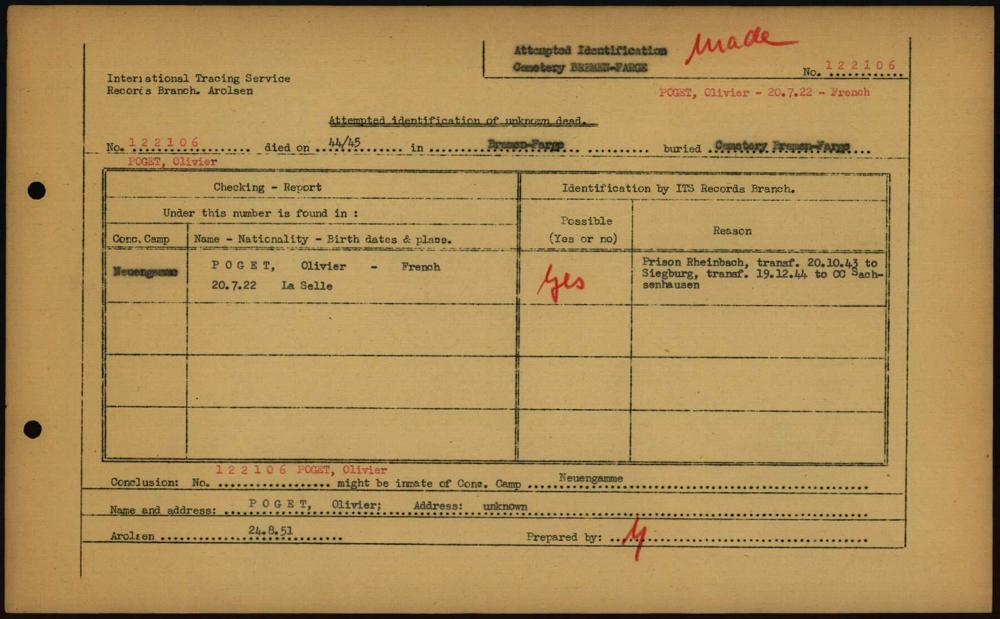 Attempted Identification
Cemetery BREMEN-FARGE
Made
No. 122106
International Tracing Service
Records Branch. Arolsen
POGET, Olivier - 20.7.22 - French
Attempted identification of unknown dead.
No. 122106 died on 44/45 in Bremen-Farge buried Cemetery Bremen-Farge
POGET, Olivier
Checking - Report
Identification by ITS Records Branch.
Under this number is found in :
Possible
(Yes or no)
Reason
Conc. Camp
Name - Nationality - Birth dates & place.
Neuengamme
POGET, Olivier - French
20.7.22 La Selle
Yes
Prison Rheinbach, transf. 20.10.43 to
Siegburg, transf. 19.12.44 to CC Sach-
senhausen
Conclusion: No. 122106 POGET, Olivier might be inmate of Conc. Camp Neuengamme
Name and address: POGET, Olivier; Address: unknown
Arolsen 24.8.51
Prepared by: